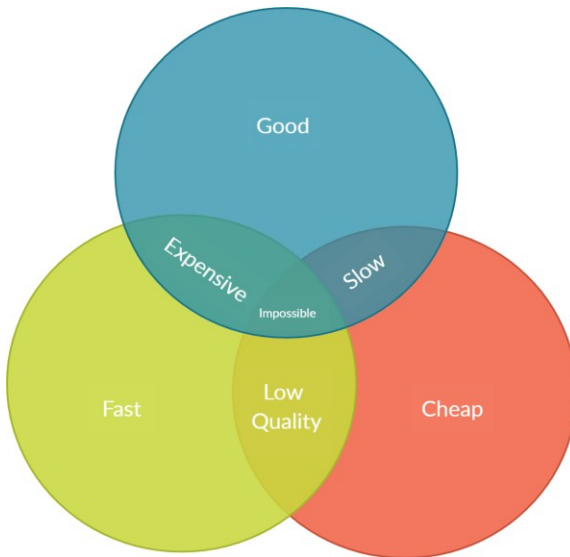 Good
Expensive
Slow
Impossible
Fast
Low
Quality
Cheap